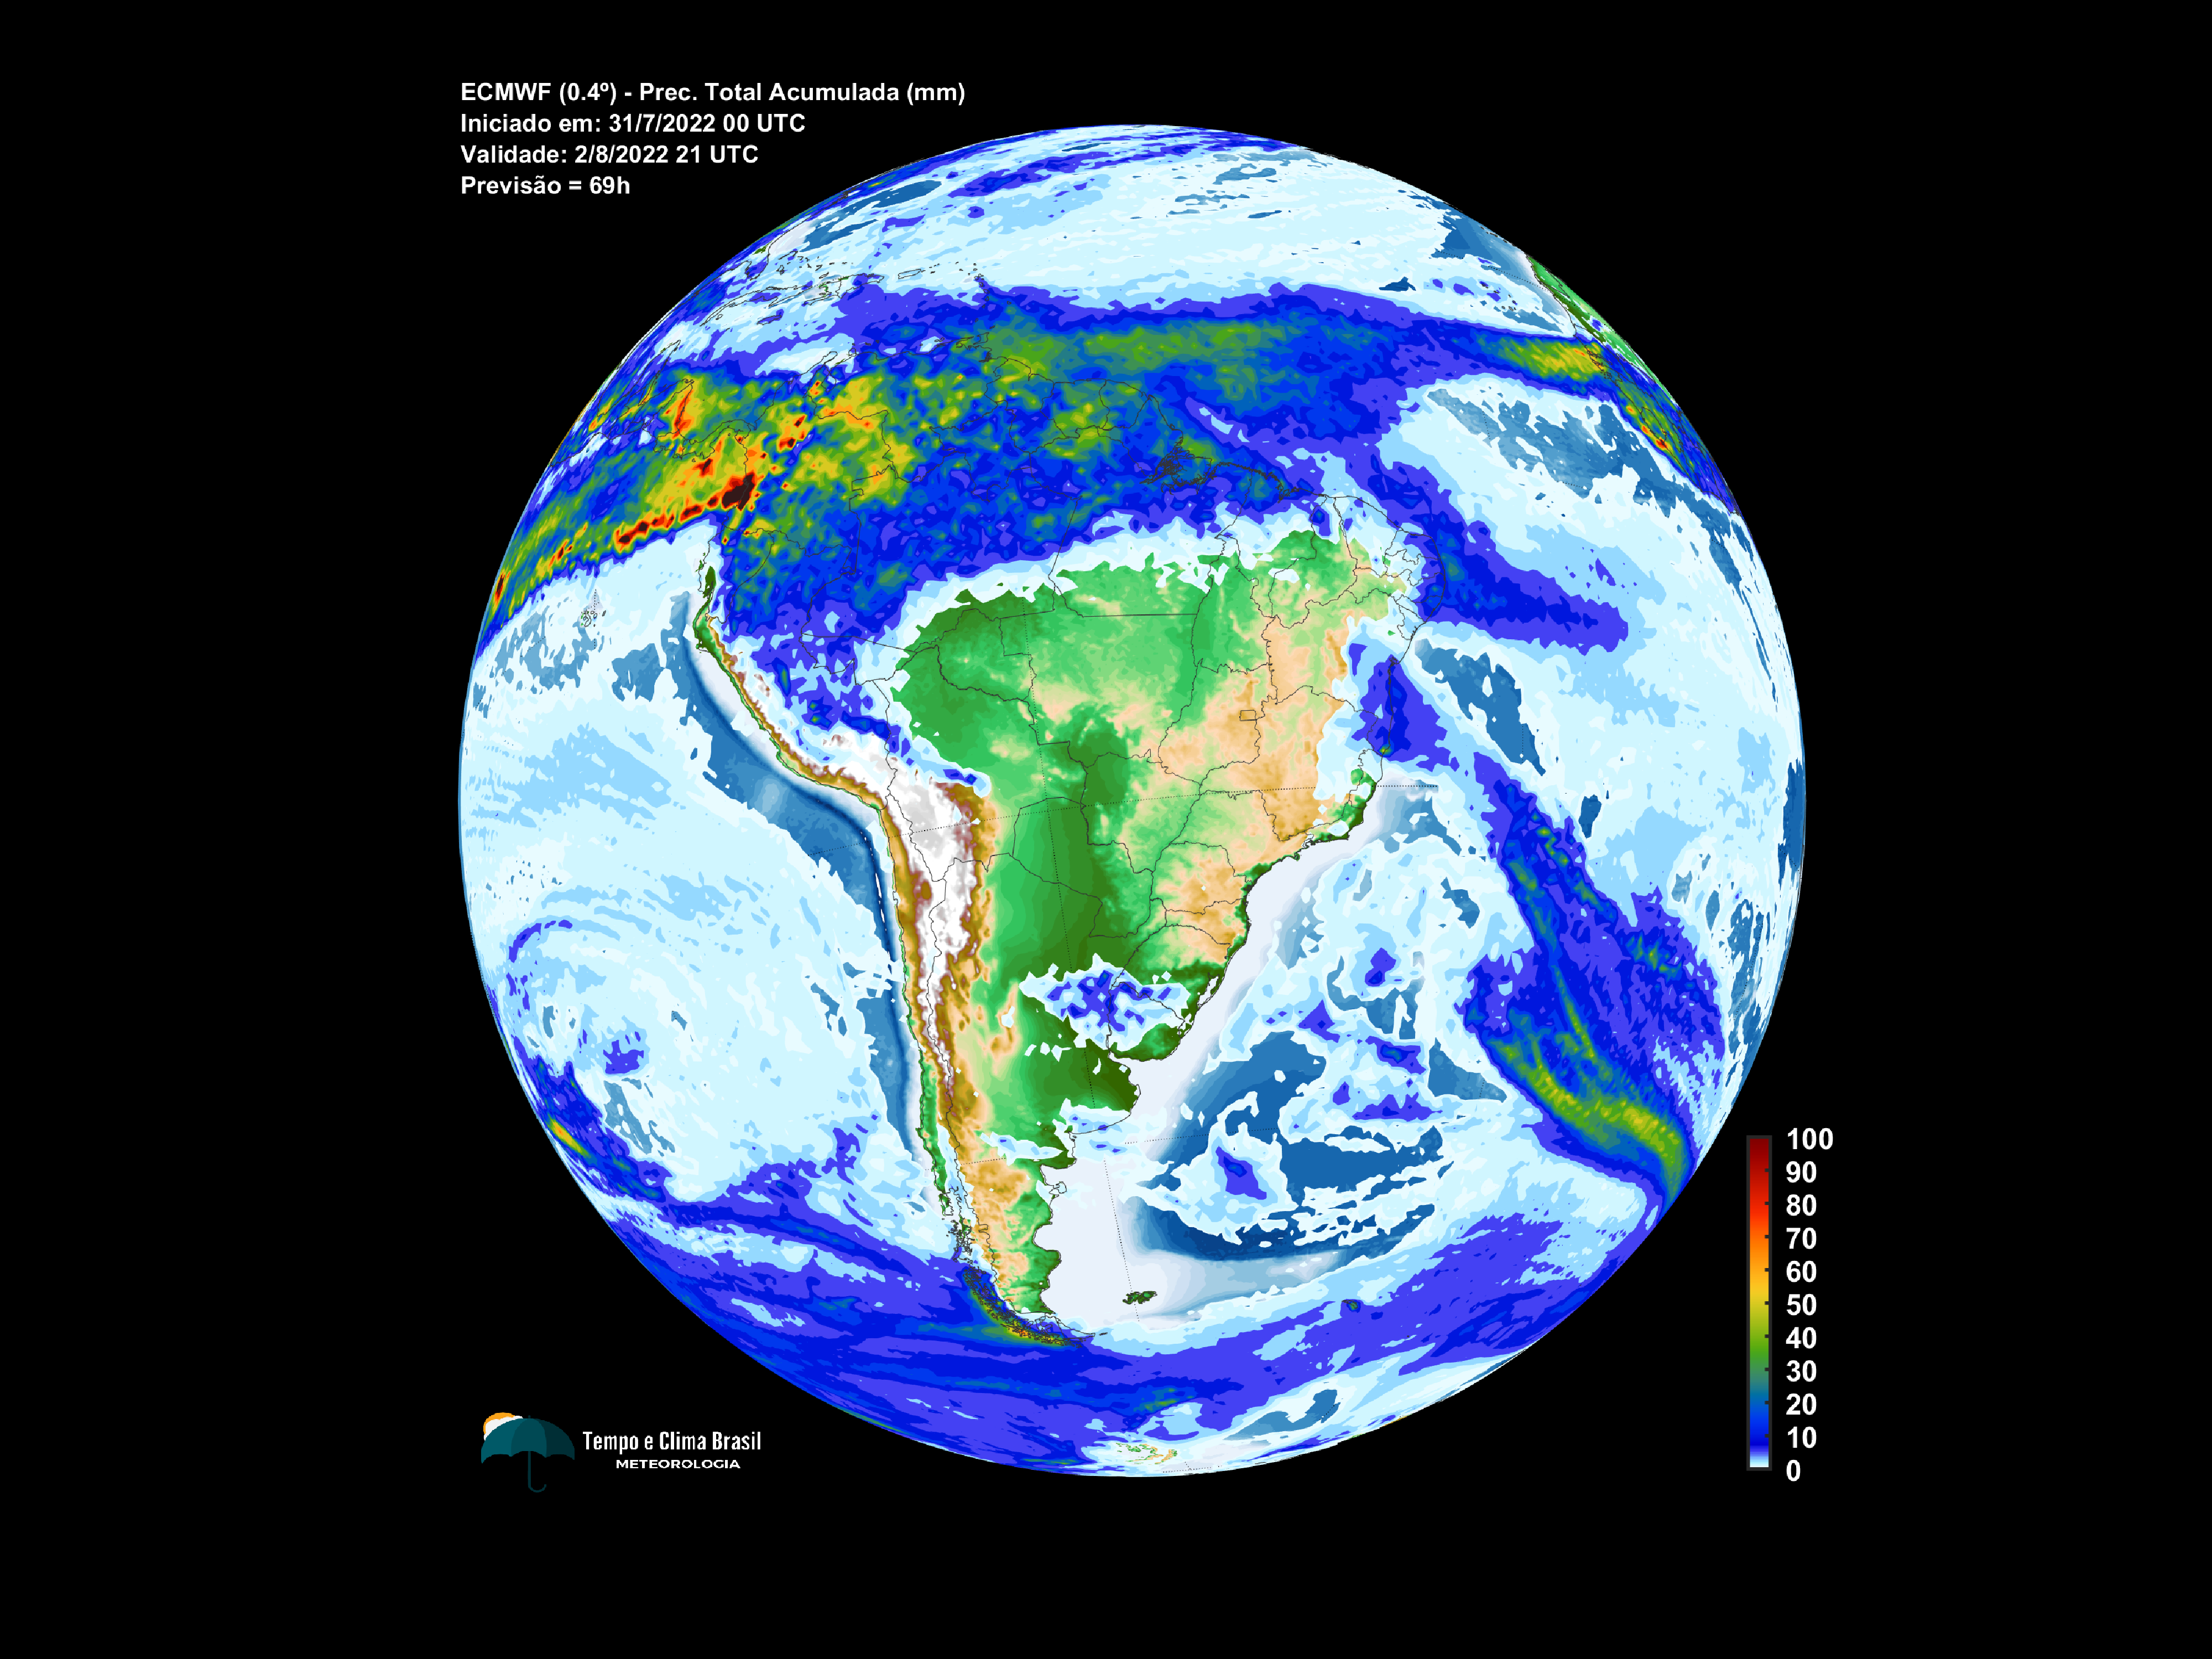 ECMWF (0.4º) - Prec. Total Acumulada (mm)
Iniciado em: 31/7/2022 00 UTC
Validade: 2/8/2022 21 UTC
Previsão = 69h
100
90
80
70
60
50
40
30
20
10
0
Tempo e Clima Brasil
METEOROLOGIA